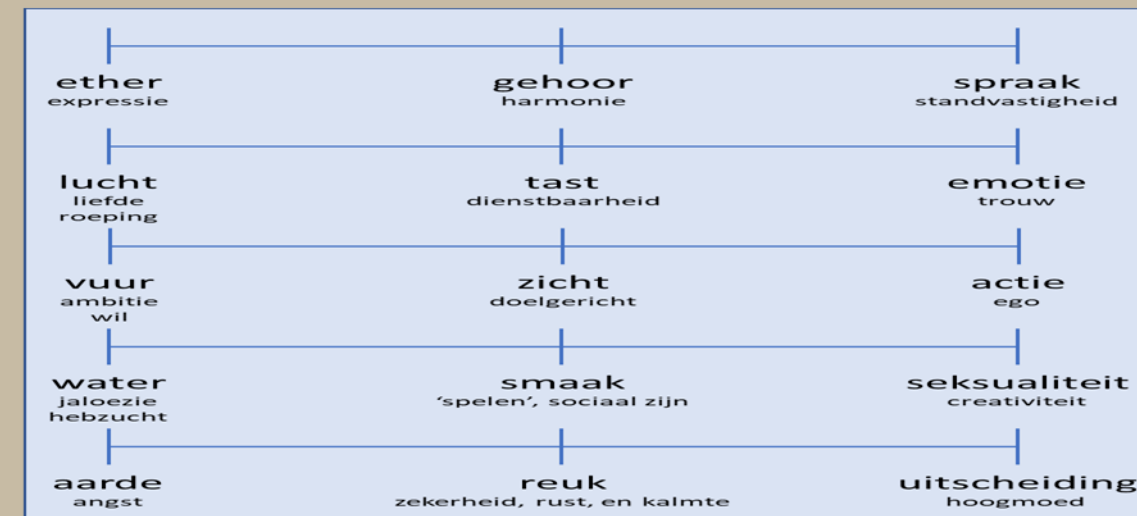 ether gehoor spraak
expressie harmonie standvastigheid
lucht tast emotie
liefde dienstbaarheid trouw
roeping
vuur zicht actie
ambitie doelgericht ego
wil
water smaak seksualiteit
jaloezie ‘spelen’, sociaal zijn creativiteit
hebzucht
aarde reuk uitscheiding
angst zekerheid, rust, en kalmte hoogmoed